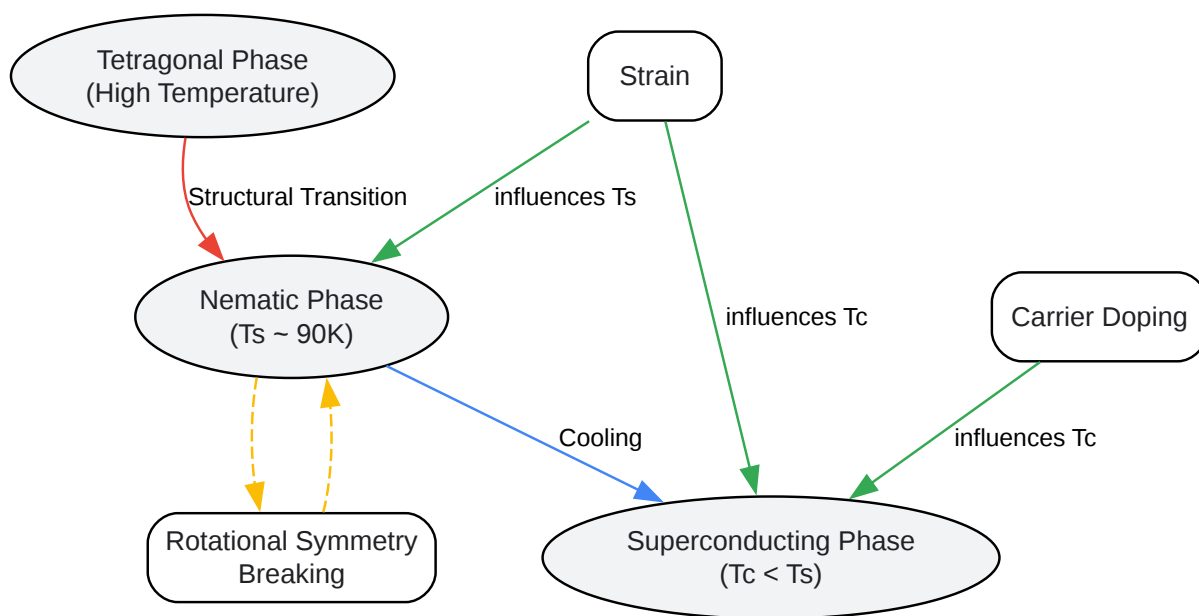 Tetragonal Phase
(High Temperature)
Strain
Structural Transition
influences Ts
Nematic Phase
(Ts ~ 90K)
influences Tc
Carrier Doping
Cooling
influences Tc
Rotational Symmetry
Breaking
Superconducting Phase
(Tc < Ts)